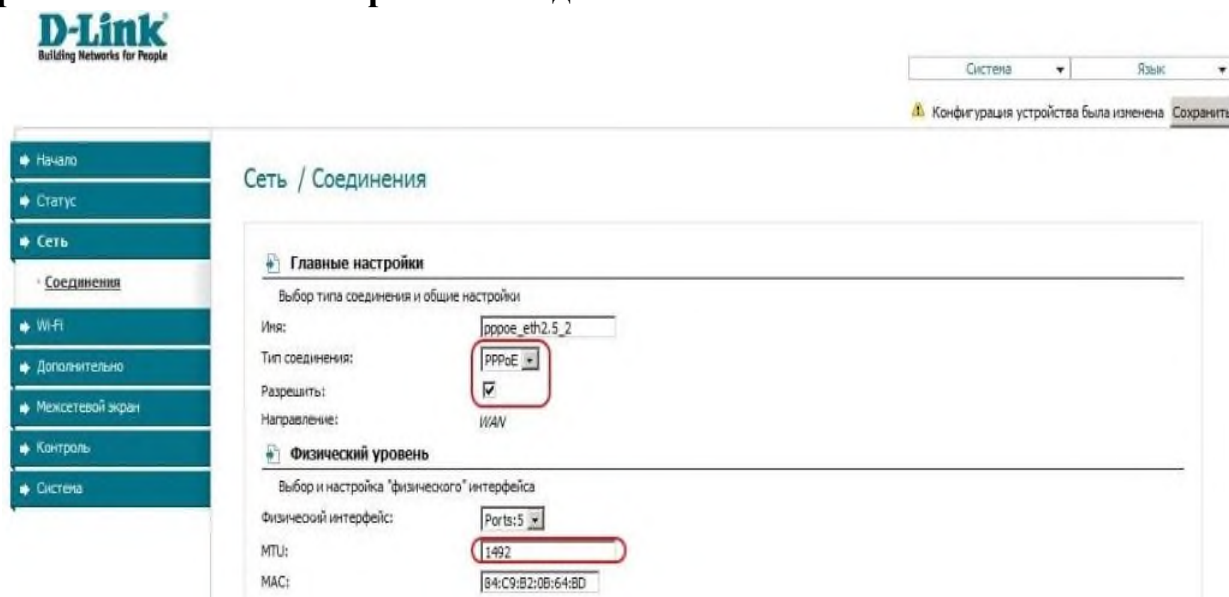 D-Link
Building Networks for People
Система Язык
Конфигурация устройства была изменена Сохранить
Начало
Статус
Сеть
Соединения
Wi-Fi
Дополнительно
Межсетевой экран
Контроль
Система
Сеть / Соединения
Главные настройки
Выбор типа соединения и общие настройки
Имя: pppoe_eth2.5_2
Тип соединения: PPPoE
Разрешить:
Направление: WAN
Физический уровень
Выбор и настройка "физического" интерфейса
Физический интерфейс: Ports:5
MTU: 1492
MAC: 84:C9:B2:0B:64:BD